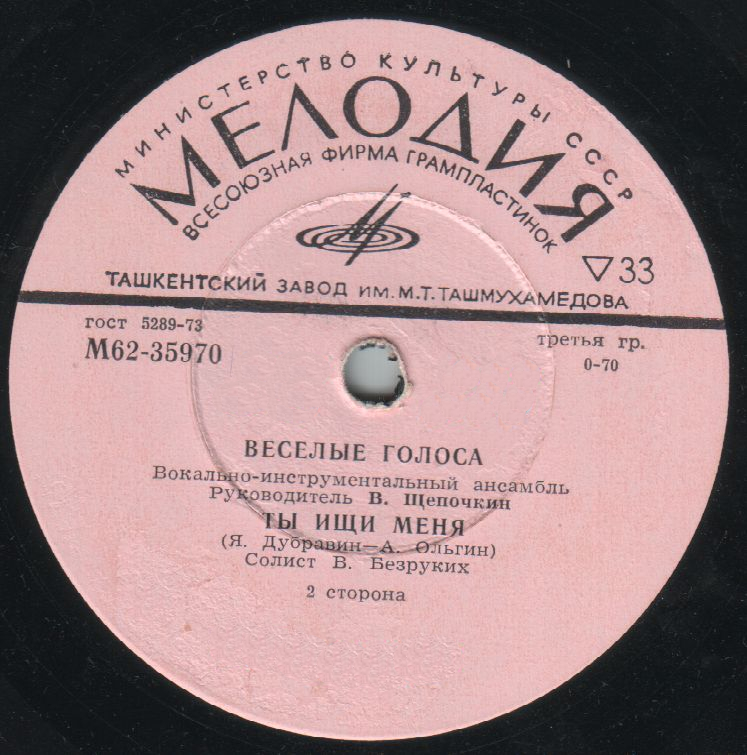 МИНИСТЕРСТВО КУЛЬТУРЫ СССР
МЕЛОДИЯ
ВСЕСОЮЗНАЯ ФИРМА ГРАМПЛАСТИНОК
▽33
ТАШКЕНТСКИЙ ЗАВОД ИМ. М.Т. ТАШМУХАМЕДОВА
гост 5289-73
третья гр.
М62-35970
0-70
ВЕСЕЛЫЕ ГОЛОСА
Вокально-инструментальный ансамбль
Руководитель В. Щепочкин
ТЫ ИЩИ МЕНЯ
(Я. Дубравин—А. Ольгин)
Солист В. Безруких
2 сторона